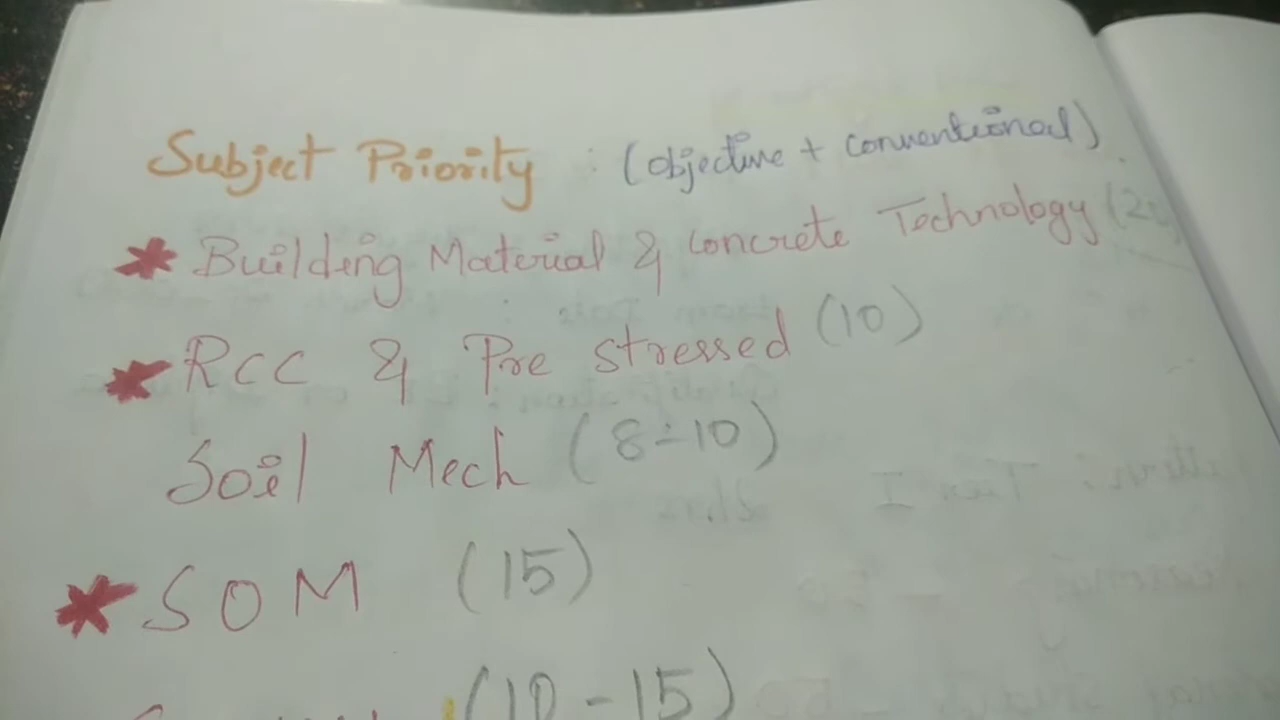 Subject Priority : (objective + conventional)
* Building Material & concrete Technology
* RCC & Pre stressed (10)
Soil Mech (8-10)
* SOM (15)
(10-15)